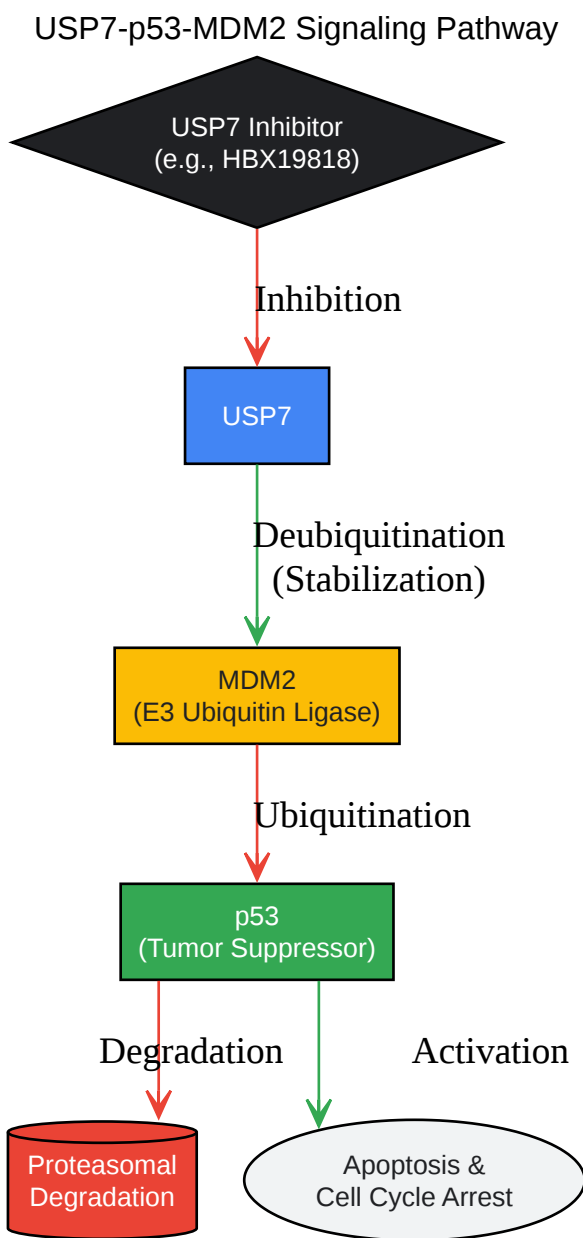 USP7-p53-MDM2 Signaling Pathway
USP7 Inhibitor
(e.g., HBX19818)
Inhibition
USP7
Deubiquitination
(Stabilization)
MDM2
(E3 Ubiquitin Ligase)
Ubiquitination
p53
(Tumor Suppressor)
Degradation
Activation
Proteasomal
Degradation
Apoptosis &
Cell Cycle Arrest